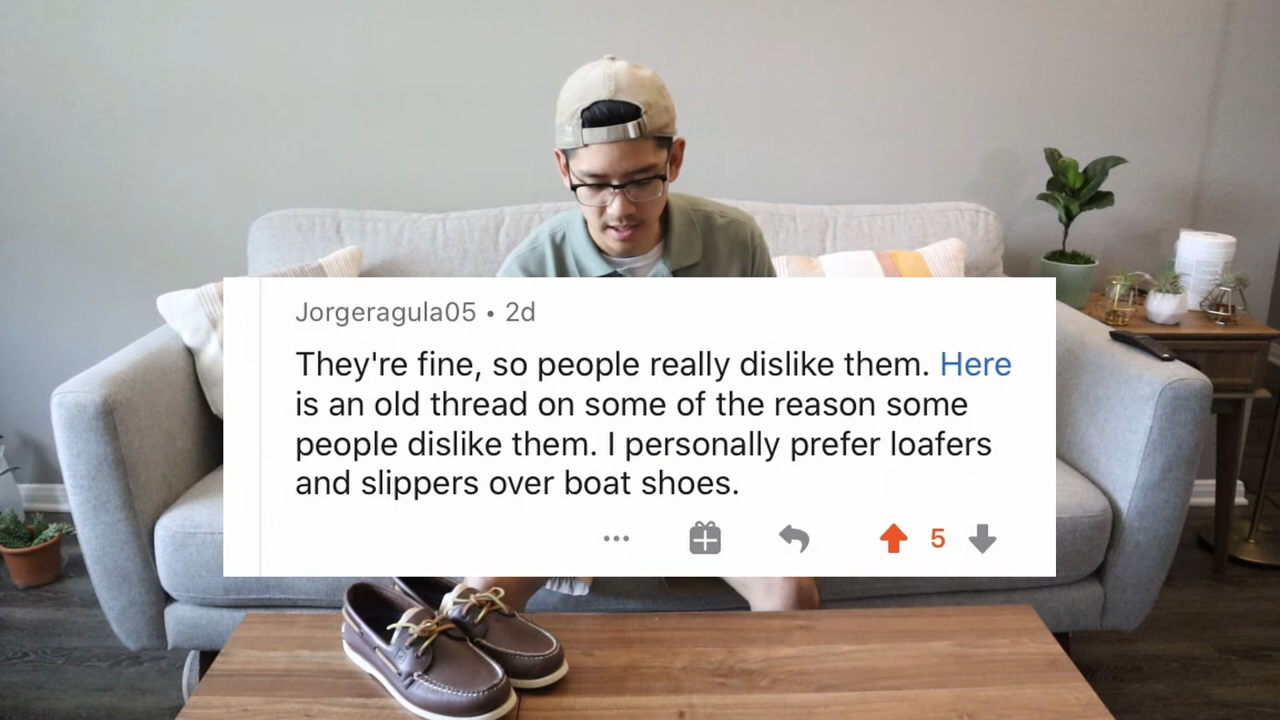 Jorgeragula05 • 2d
They're fine, so people really dislike them. Here
is an old thread on some of the reason some
people dislike them. I personally prefer loafers
and slippers over boat shoes.
5